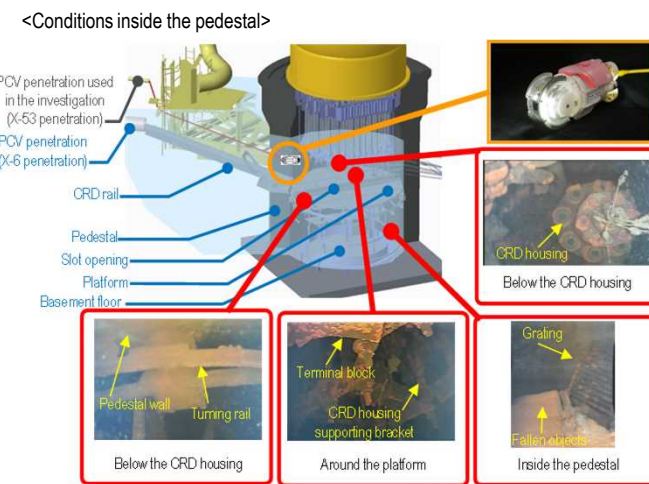 <Conditions inside the pedestal>
PCV penetration used
in the investigation
(X-53 penetration)
PCV penetration
(X-6 penetration)
CRD rail
Pedestal
Slot opening
Platform
Basement floor
CRD housing
Below the CRD housing
Pedestal wall
Turning rail
Below the CRD housing
Terminal block
CRD housing
supporting bracket
Around the platform
Grating
Fallen objects
Inside the pedestal